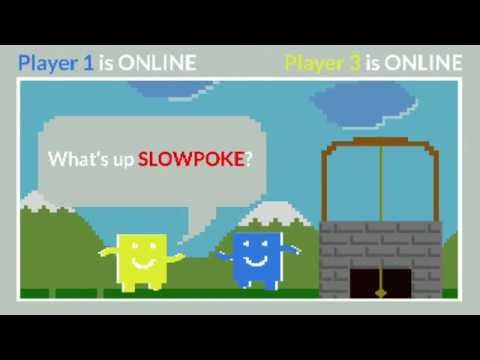 Player 1 is ONLINE
Player 3 is ONLINE
What's up SLOWPOKE?